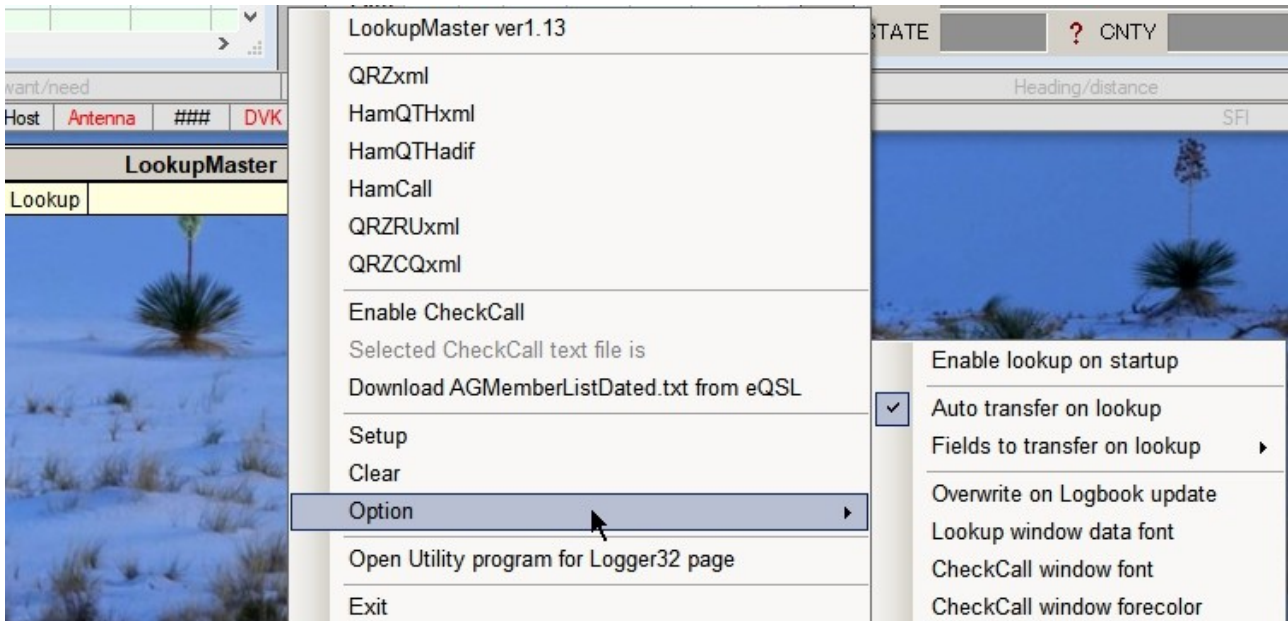 LookupMaster ver1.13
TATE
? CNTY
QRZxml
want/need
Heading/distance
HamQTHxml
Host Antenna ### DVK
SFI
HamQTHadif
LookupMaster
HamCall
Lookup
QRZRUxml
QRZCQxml
Enable CheckCall
Selected CheckCall text file is
Download AGMemberListDated.txt from eQSL
Setup
Clear
Option
Open Utility program for Logger32 page
Exit
Enable lookup on startup
Auto transfer on lookup
Fields to transfer on lookup
Overwrite on Logbook update
Lookup window data font
CheckCall window font
CheckCall window forecolor